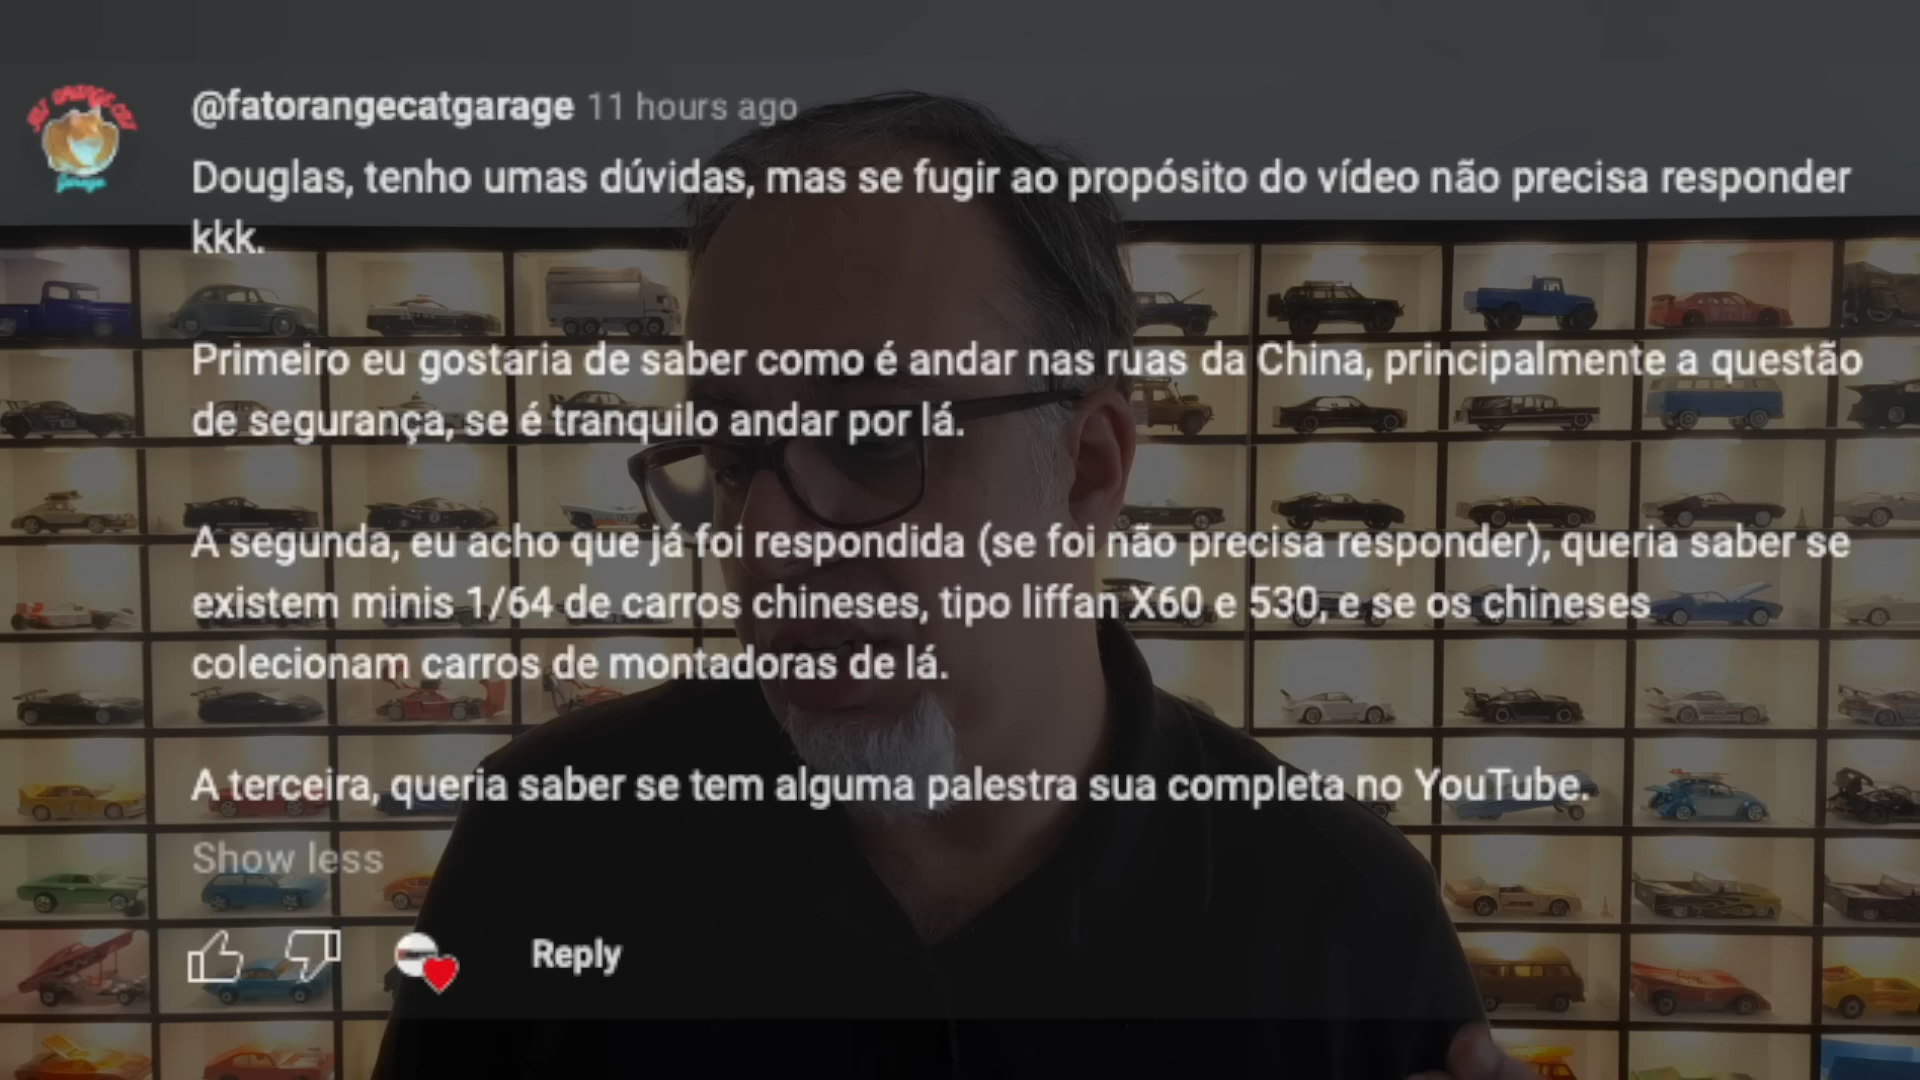 @fatorangecatgarage 11 hours ago
Douglas, tenho umas dúvidas, mas se fugir ao propósito do vídeo não precisa responder
kkk.
Primeiro eu gostaria de saber como é andar nas ruas da China, principalmente a questão
de segurança, se é tranquilo andar por lá.
A segunda, eu acho que já foi respondida (se foi não precisa responder), queria saber se
existem minis 1/64 de carros chineses, tipo liffan X60 e 530, e se os chineses
colecionam carros de montadoras de lá.
A terceira, queria saber se tem alguma palestra sua completa no YouTube.
Show less
Reply